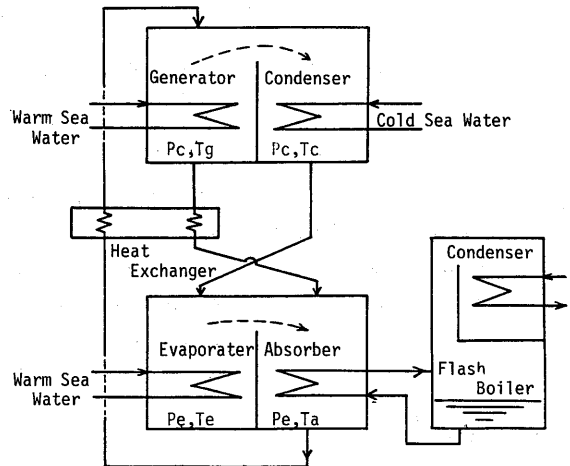 Generator
Condenser
Warm Sea
Water
Cold Sea Water
Pc,Tg
Pc,Tc
Heat
Exchanger
Condenser
Evaporater
Absorber
Warm Sea
Water
Flash
Boiler
Pe,Te
Pe,Ta